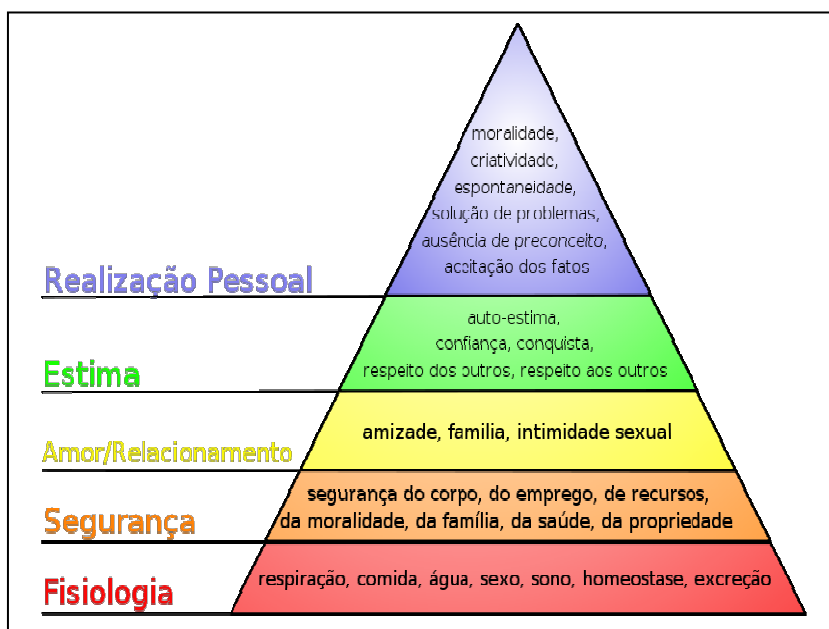 moralidade,
criatividade,
espontaneidade,
solução de problemas,
ausência de preconceito,
aceitação dos fatos
Realização Pessoal
auto-estima,
confiança, conquista,
respeito dos outros, respeito aos outros
Estima
amizade, familia, intimidade sexual
Amor/Relacionamento
segurança do corpo, do emprego, de recursos,
da moralidade, da família, da saúde, da propriedade
Segurança
respiração, comida, água, sexo, sono, homeostase, excreção
Fisiologia